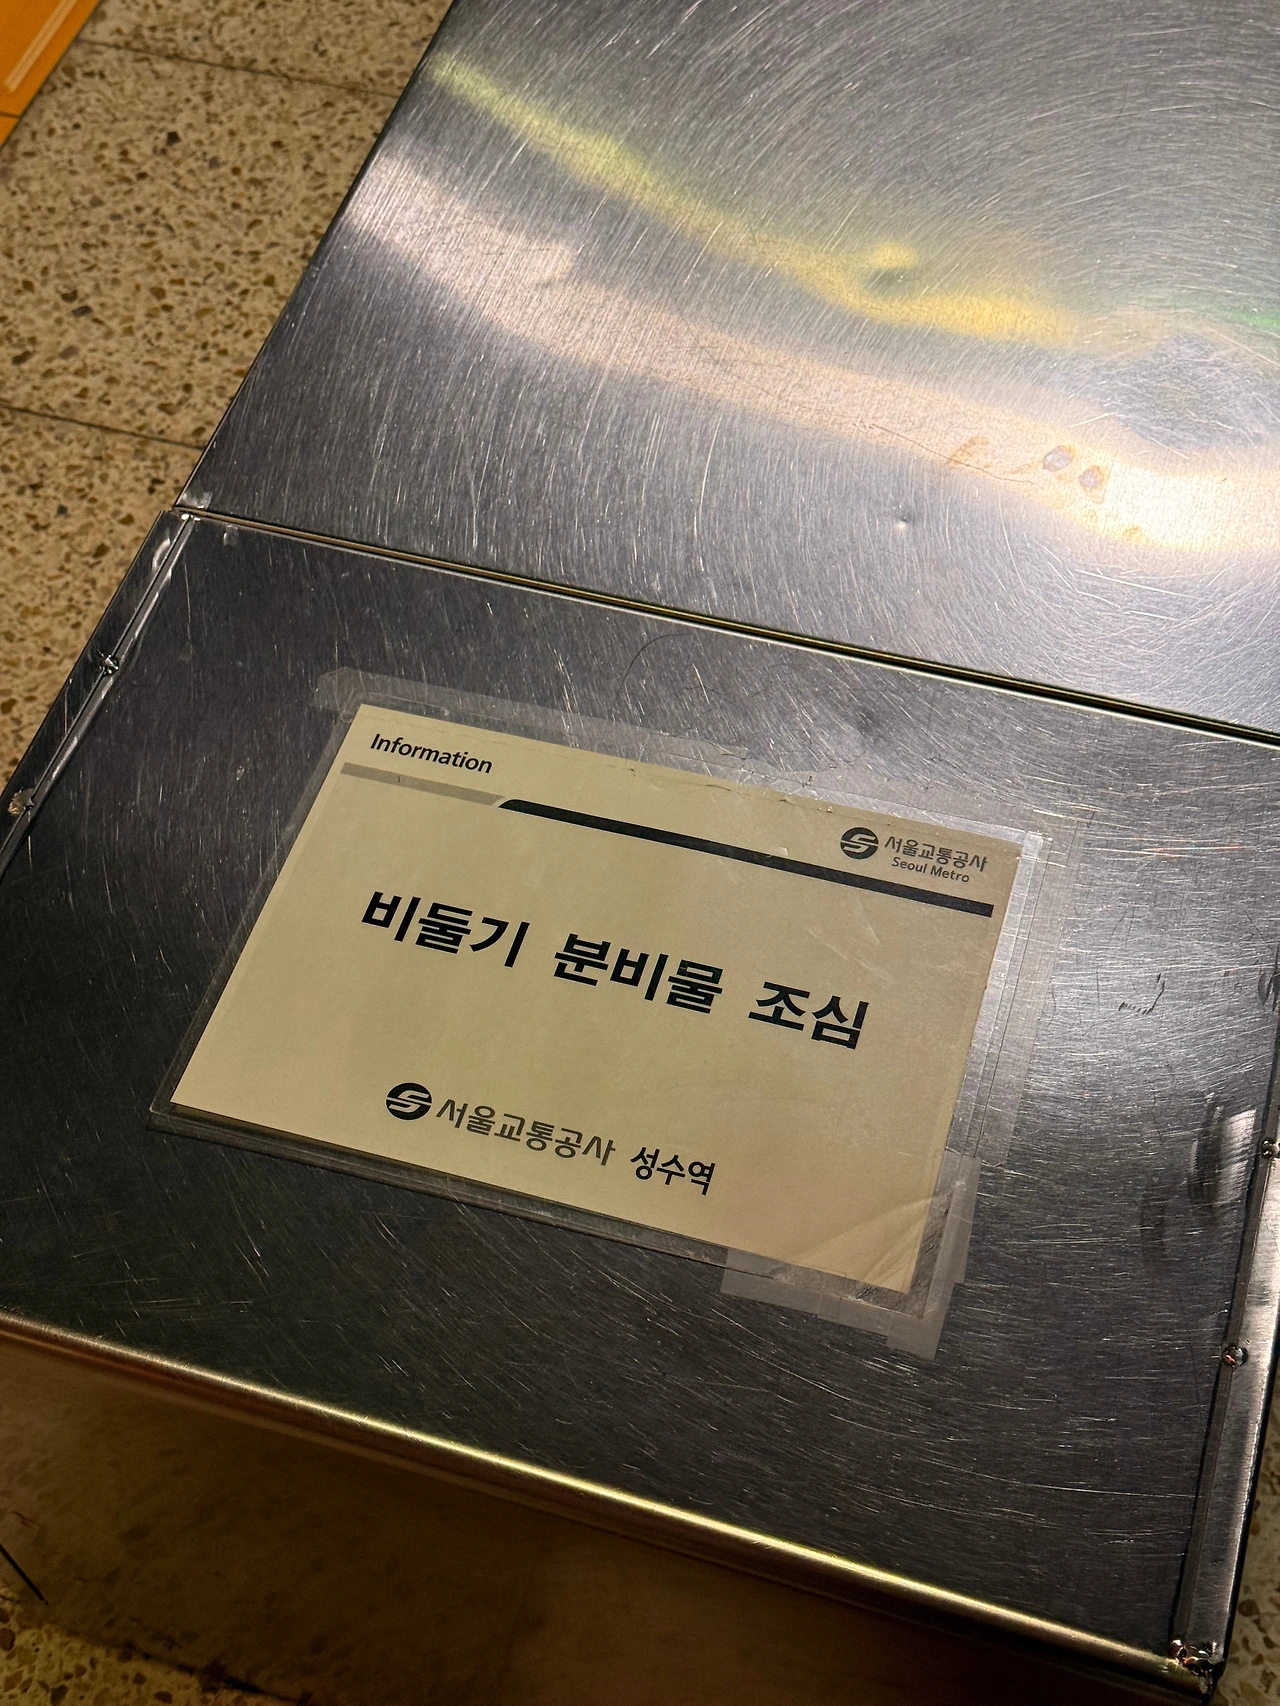 Information
서울교통공사
Seoul Metro
비둘기 분비물 조심
서울교통공사 성수역